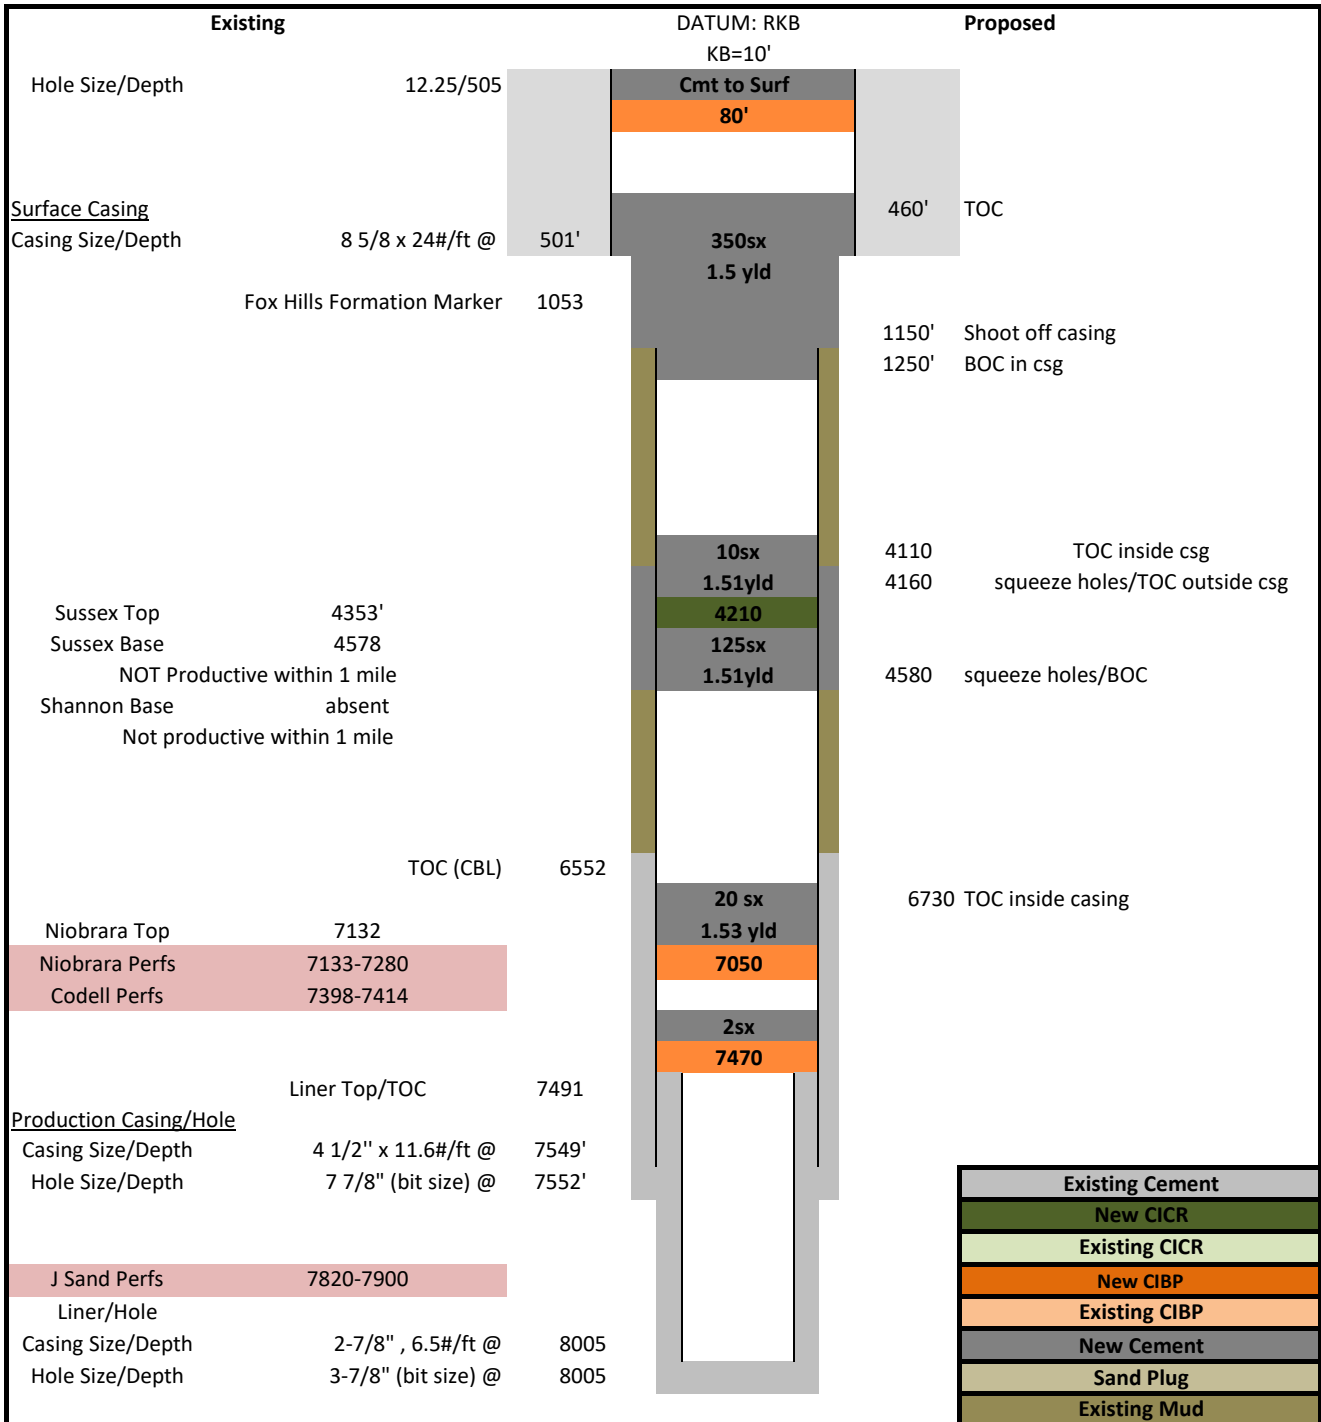 Existing DATUM: RKB Proposed
KB=10'
Hole Size/Depth 12.25/505 Cmt to Surf
80'
Surface Casing 460' TOC
Casing Size/Depth 8 5/8 x 24#/ft @ 501' 350sx
1.5 yld
Fox Hills Formation Marker 1053
1150' Shoot off casing
1250' BOC in csg
10sx 4110 TOC inside csg
1.51yld 4160 squeeze holes/TOC outside csg
Sussex Top 4353' 4210
Sussex Base 4578 125sx
NOT Productive within 1 mile 1.51yld 4580 squeeze holes/BOC
Shannon Base absent
Not productive within 1 mile
TOC (CBL) 6552
20 sx 6730 TOC inside casing
Niobrara Top 7132 1.53 yld
Niobrara Perfs 7133-7280 7050
Codell Perfs 7398-7414
2sx
7470
Liner Top/TOC 7491
Production Casing/Hole
Casing Size/Depth 4 1/2'' x 11.6#/ft @ 7549'
Hole Size/Depth 7 7/8" (bit size) @ 7552'
Existing Cement
New CICR
Existing CICR
J Sand Perfs 7820-7900 New CIBP
Liner/Hole Existing CIBP
Casing Size/Depth 2-7/8" , 6.5#/ft @ 8005 New Cement
Hole Size/Depth 3-7/8" (bit size) @ 8005 Sand Plug
Existing Mud